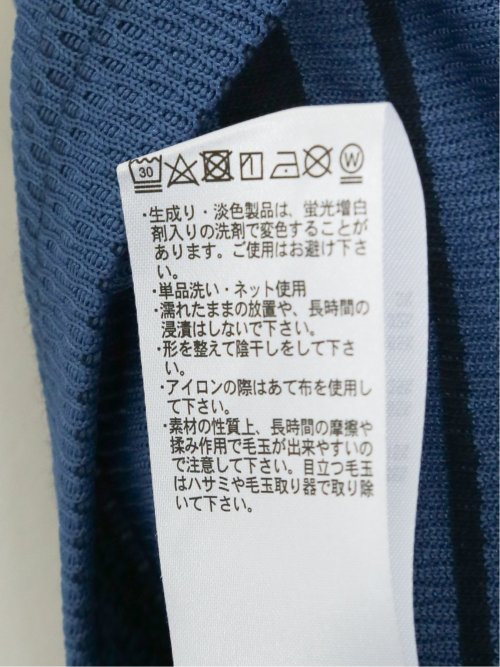 30 W
・生成り・淡色製品は、蛍光増白
剤入りの洗剤で変色することが
あります。ご使用はお避け下さ
い。
・単品洗い・ネット使用
・濡れたままの放置や、長時間の
浸漬はしないで下さい。
・形を整えて陰干しをして下さ
い。
・アイロンの際はあて布を使用し
て下さい。
・素材の性質上、長時間の摩擦や
揉み作用で毛玉が出来やすいの
で注意して下さい。目立つ毛玉
はハサミや毛玉取り器で取り除
いて下さい。